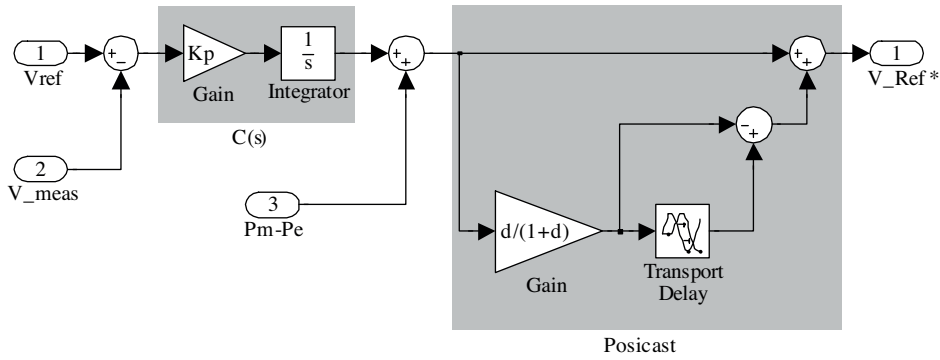 1
Vref
+
−
Kp
Gain
1
s
Integrator
C(s)
+
+
2
V_meas
3
Pm-Pe
d/(1+d)
Gain
Transport
Delay
-
+
+
+
1
V_Ref *
Posicast